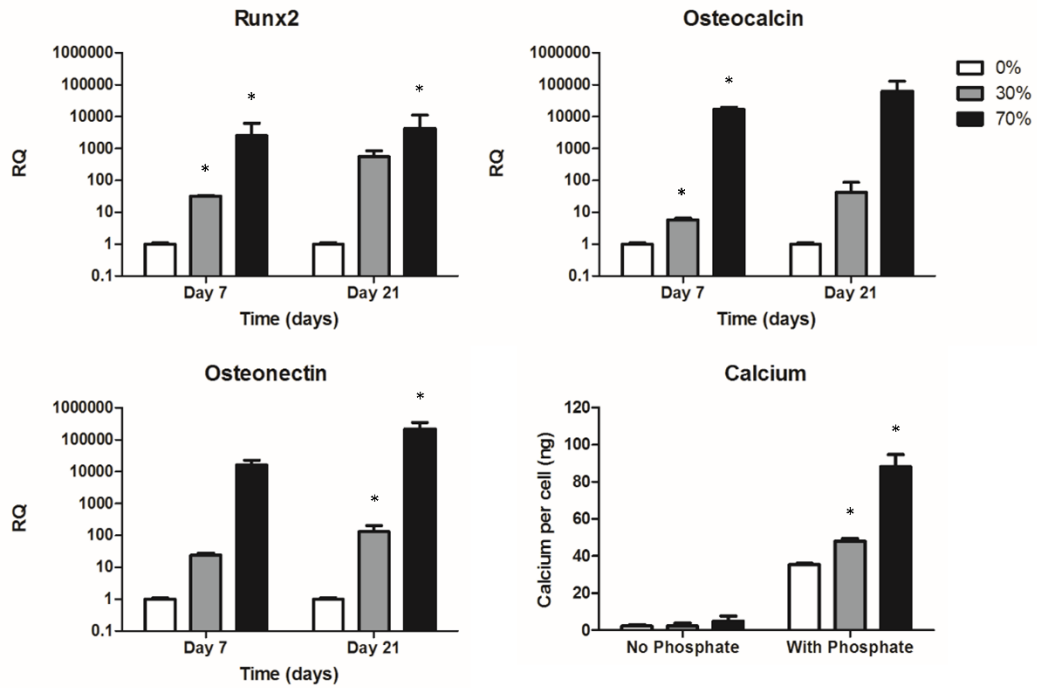 Runx2
1000000
100000
10000
1000
100
10
1
0.1
RQ
*
*
*
Day 7
Day 21
Time (days)
Osteocalcin
1000000
100000
10000
1000
100
10
1
0.1
RQ
*
*
Day 7
Day 21
Time (days)
0%
30%
70%
Osteonectin
1000000
100000
10000
1000
100
10
1
0.1
RQ
*
*
Day 7
Day 21
Time (days)
Calcium
120
100
80
60
40
20
0
Calcium per cell (ng)
*
*
No Phosphate
With Phosphate